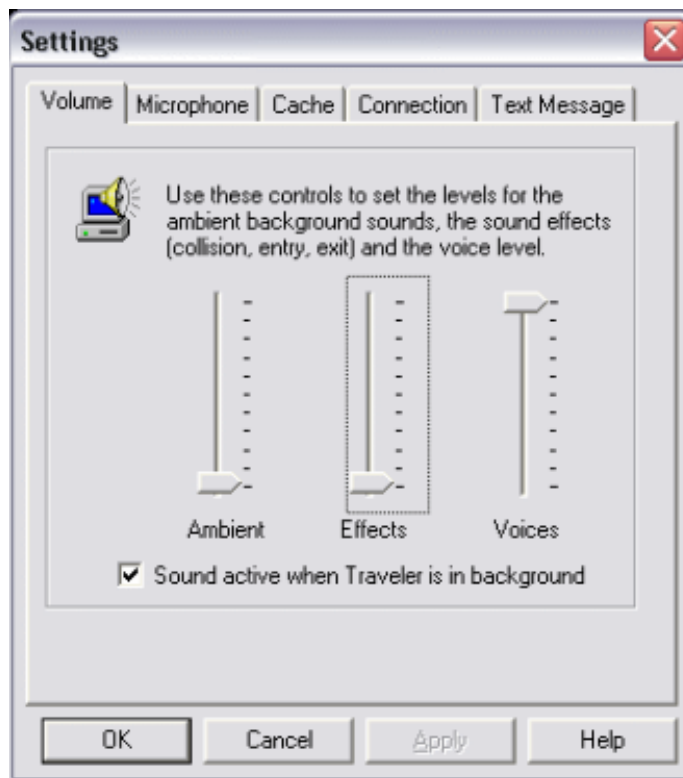 Settings
Volume Microphone Cache Connection Text Message
Use these controls to set the levels for the
ambient background sounds, the sound effects
(collision, entry, exit) and the voice level.
Ambient Effects Voices
Sound active when Traveler is in background
OK Cancel Apply Help